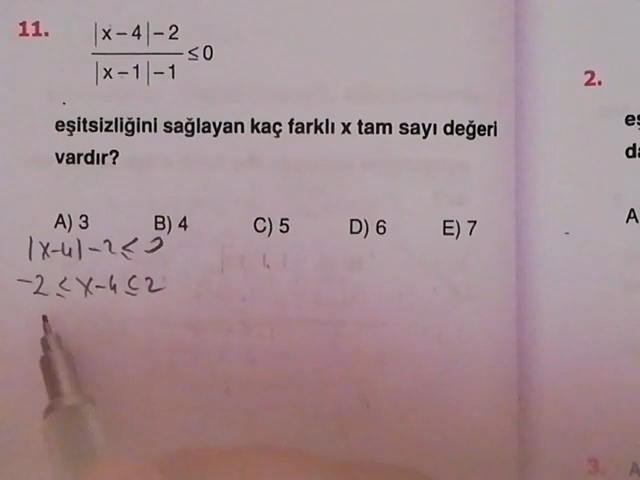 11.
|x-4|-2
|x-1|-1
≤0
eşitsizliğini sağlayan kaç farklı x tam sayı değeri
vardır?
A) 3 B) 4 C) 5 D) 6 E) 7
|x-4|-2≤0
-2≤x-4≤2
2.
A
3. A